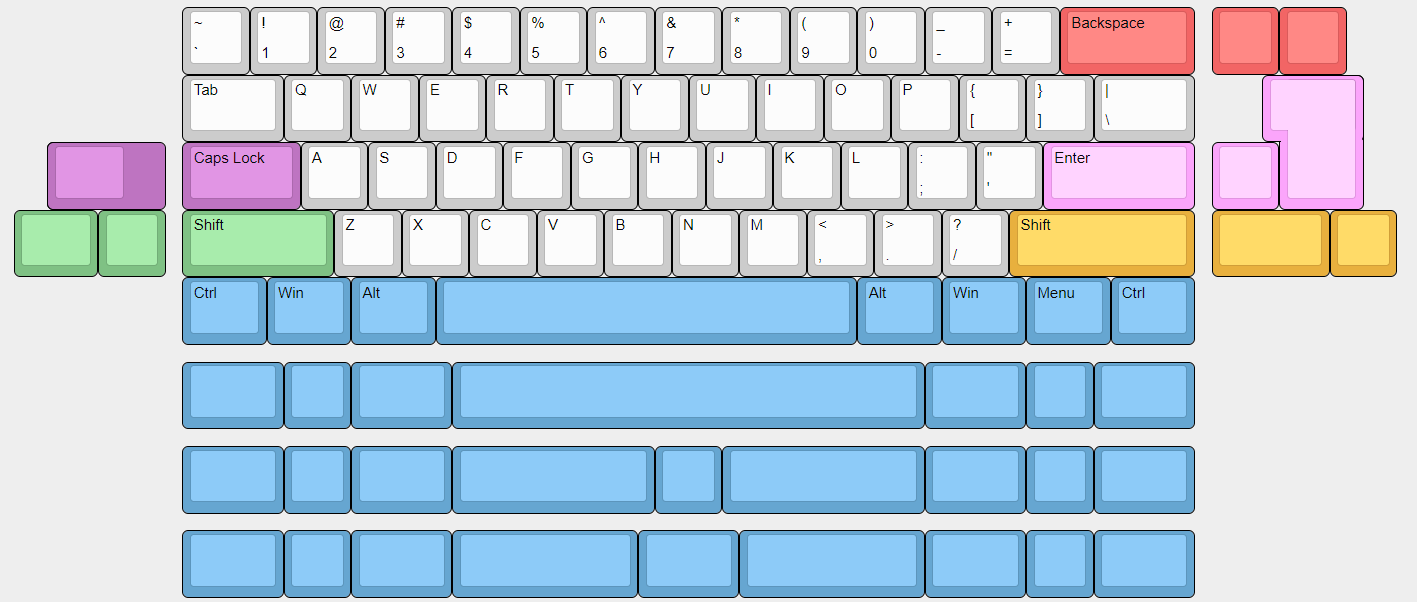 ~ ! @ # $ % ^ & * ( ) _ + Backspace
` 1 2 3 4 5 6 7 8 9 0 - =
Tab Q W E R T Y U I O P { } |
[ ] \
Caps Lock A S D F G H J K L : " Enter
; '
Shift Z X C V B N M < > ? Shift
, . /
Ctrl Win Alt Alt Win Menu Ctrl